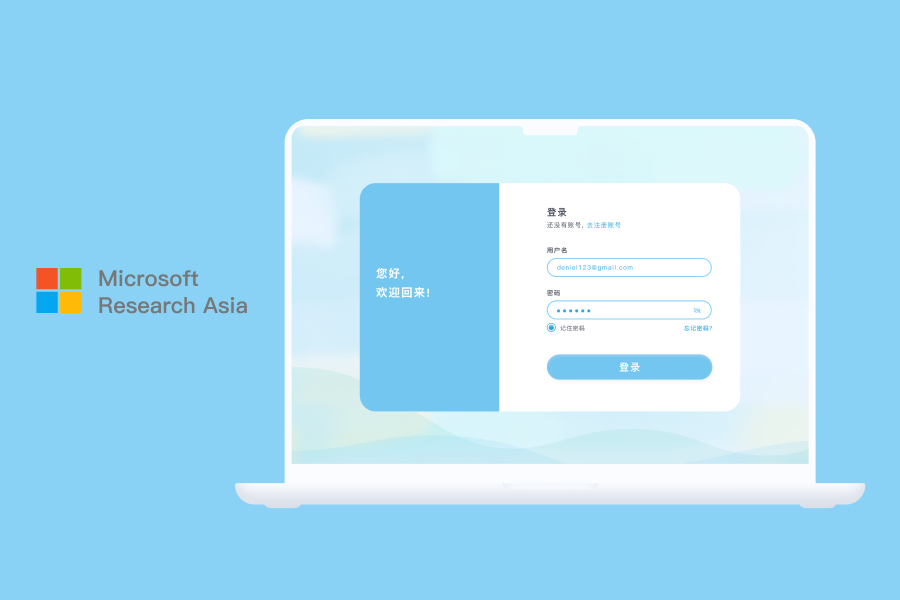 Microsoft
Research Asia
您好,
欢迎回来!
登录
还没有账号, 去注册账号
用户名
deniel123@gmail.com
密码
记住密码
忘记密码?
登录